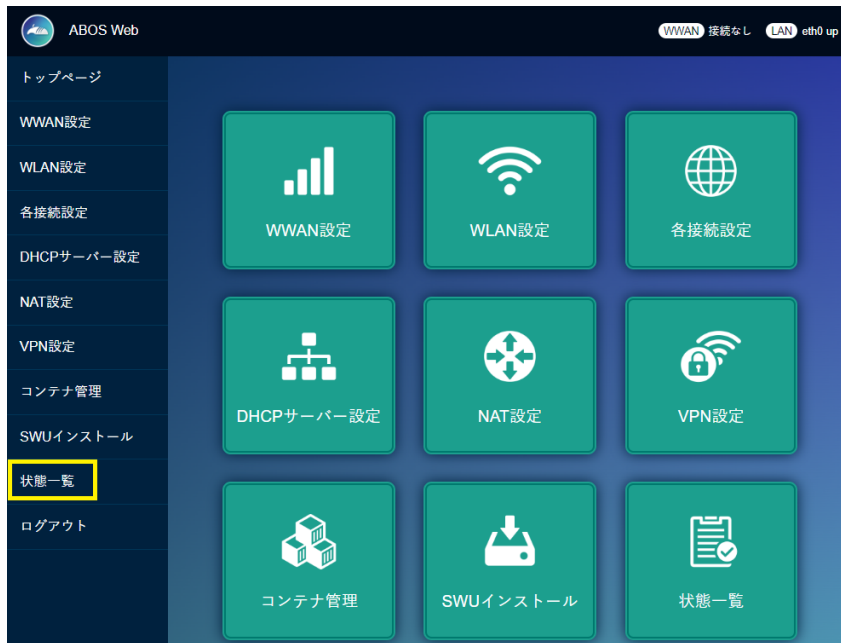 ABOS Web
WWAN 接続なし LAN eth0 up
トップページ
WWAN設定
WLAN設定
各接続設定
DHCPサーバー設定
NAT設定
VPN設定
コンテナ管理
SWUインストール
状態一覧
ログアウト
WWAN設定
WLAN設定
各接続設定
DHCPサーバー設定
NAT設定
VPN設定
コンテナ管理
SWUインストール
状態一覧